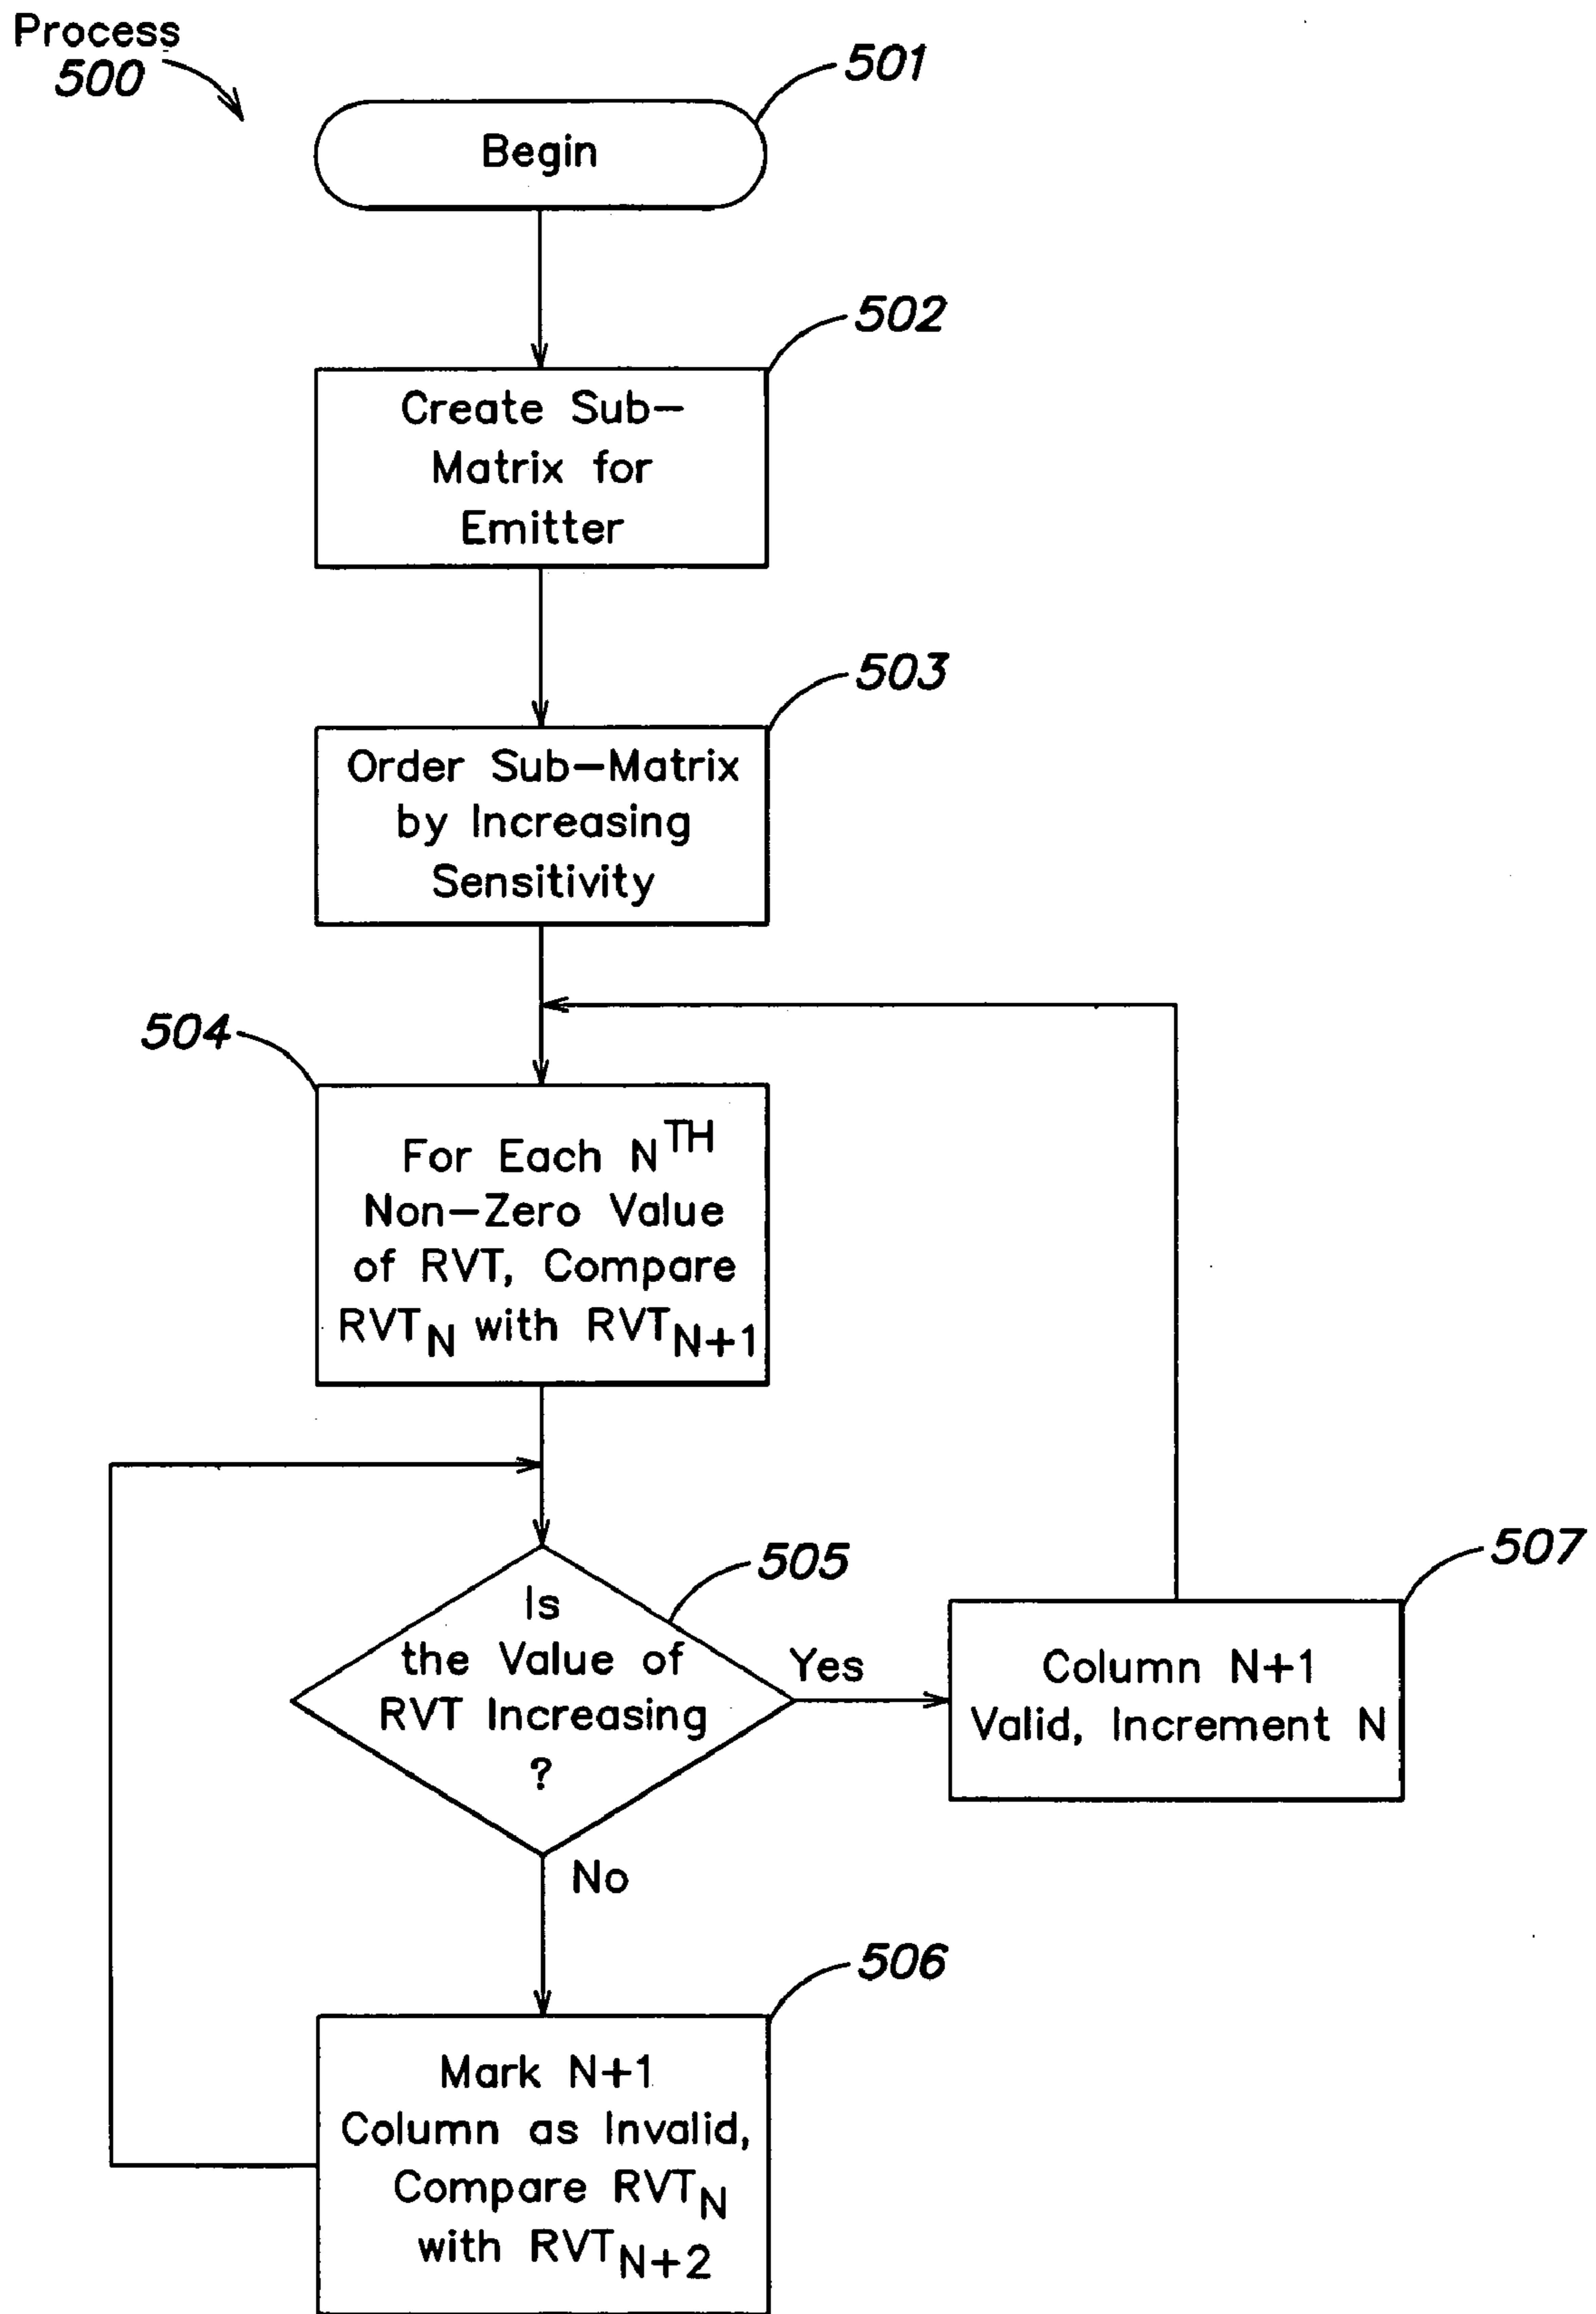 Process
500
501
Begin
502
Create Sub-
Matrix for
Emitter
503
Order Sub-Matrix
by Increasing
Sensitivity
504
For Each N^TH
Non-Zero Value
of RVT, Compare
RVT_N with RVT_N+1
505
Is
the Value of
RVT Increasing
?
Yes
507
Column N+1
Valid, Increment N
No
506
Mark N+1
Column as Invalid,
Compare RVT_N
with RVT_N+2